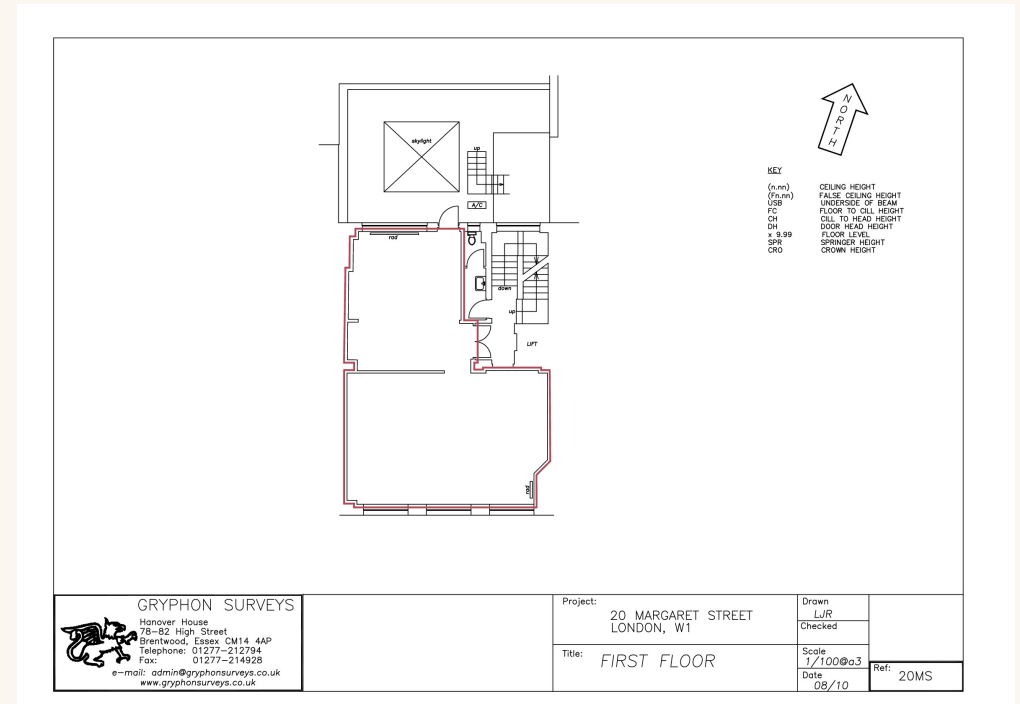 NORTH
skylight
up
A/C
rad
down
up
LIFT
rad
KEY
(n.nn) CEILING HEIGHT
(Fn.nn) FALSE CEILING HEIGHT
USB UNDERSIDE OF BEAM
FC FLOOR TO CILL HEIGHT
CH CILL TO HEAD HEIGHT
DH DOOR HEAD HEIGHT
x 9.99 FLOOR LEVEL
SPR SPRINGER HEIGHT
CRO CROWN HEIGHT
GRYPHON SURVEYS
Hanover House
78-82 High Street
Brentwood, Essex CM14 4AP
Telephone: 01277-212794
Fax: 01277-214928
e-mail: admin@gryphonsurveys.co.uk
www.gryphonsurveys.co.uk
Project:
20 MARGARET STREET
LONDON, W1
Title: FIRST FLOOR
Drawn
LJR
Checked
Scale
1/100@a3
Date
08/10
Ref: 20MS